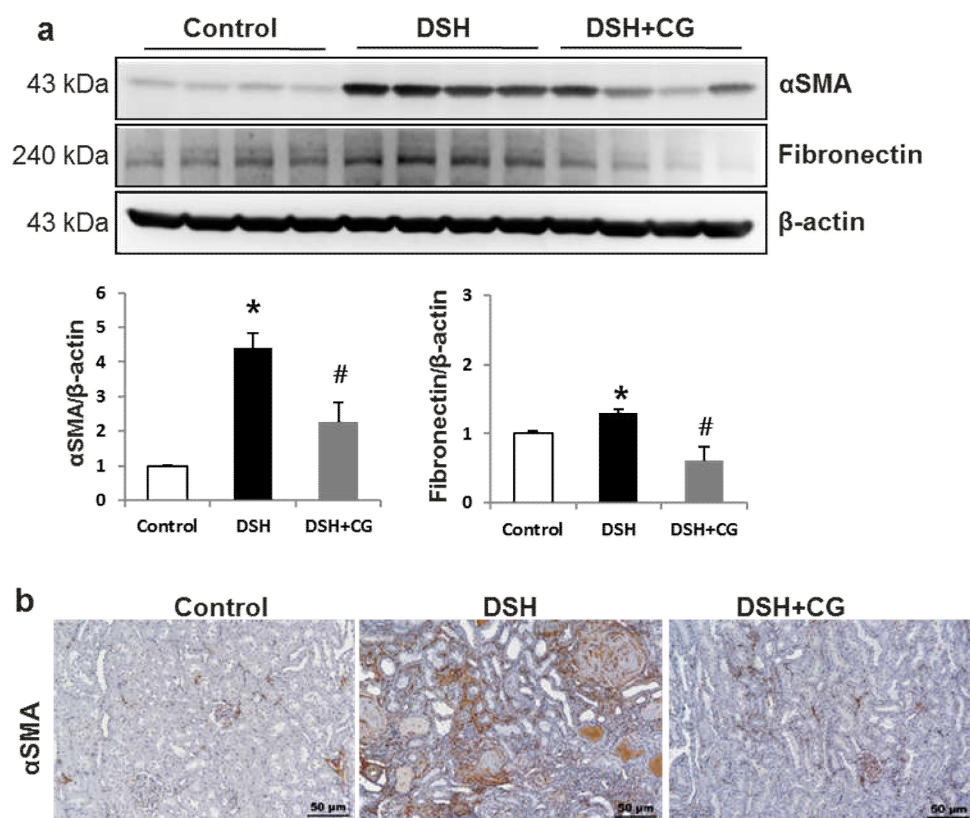 a
Control DSH DSH+CG
43 kDa αSMA
240 kDa Fibronectin
43 kDa β-actin
αSMA/β-actin
6
5
4
3
2
1
0
*
#
Control DSH DSH+CG
Fibronectin/β-actin
3
2
1
0
*
#
Control DSH DSH+CG
b
Control DSH DSH+CG
αSMA
50 µm 50 µm 50 µm